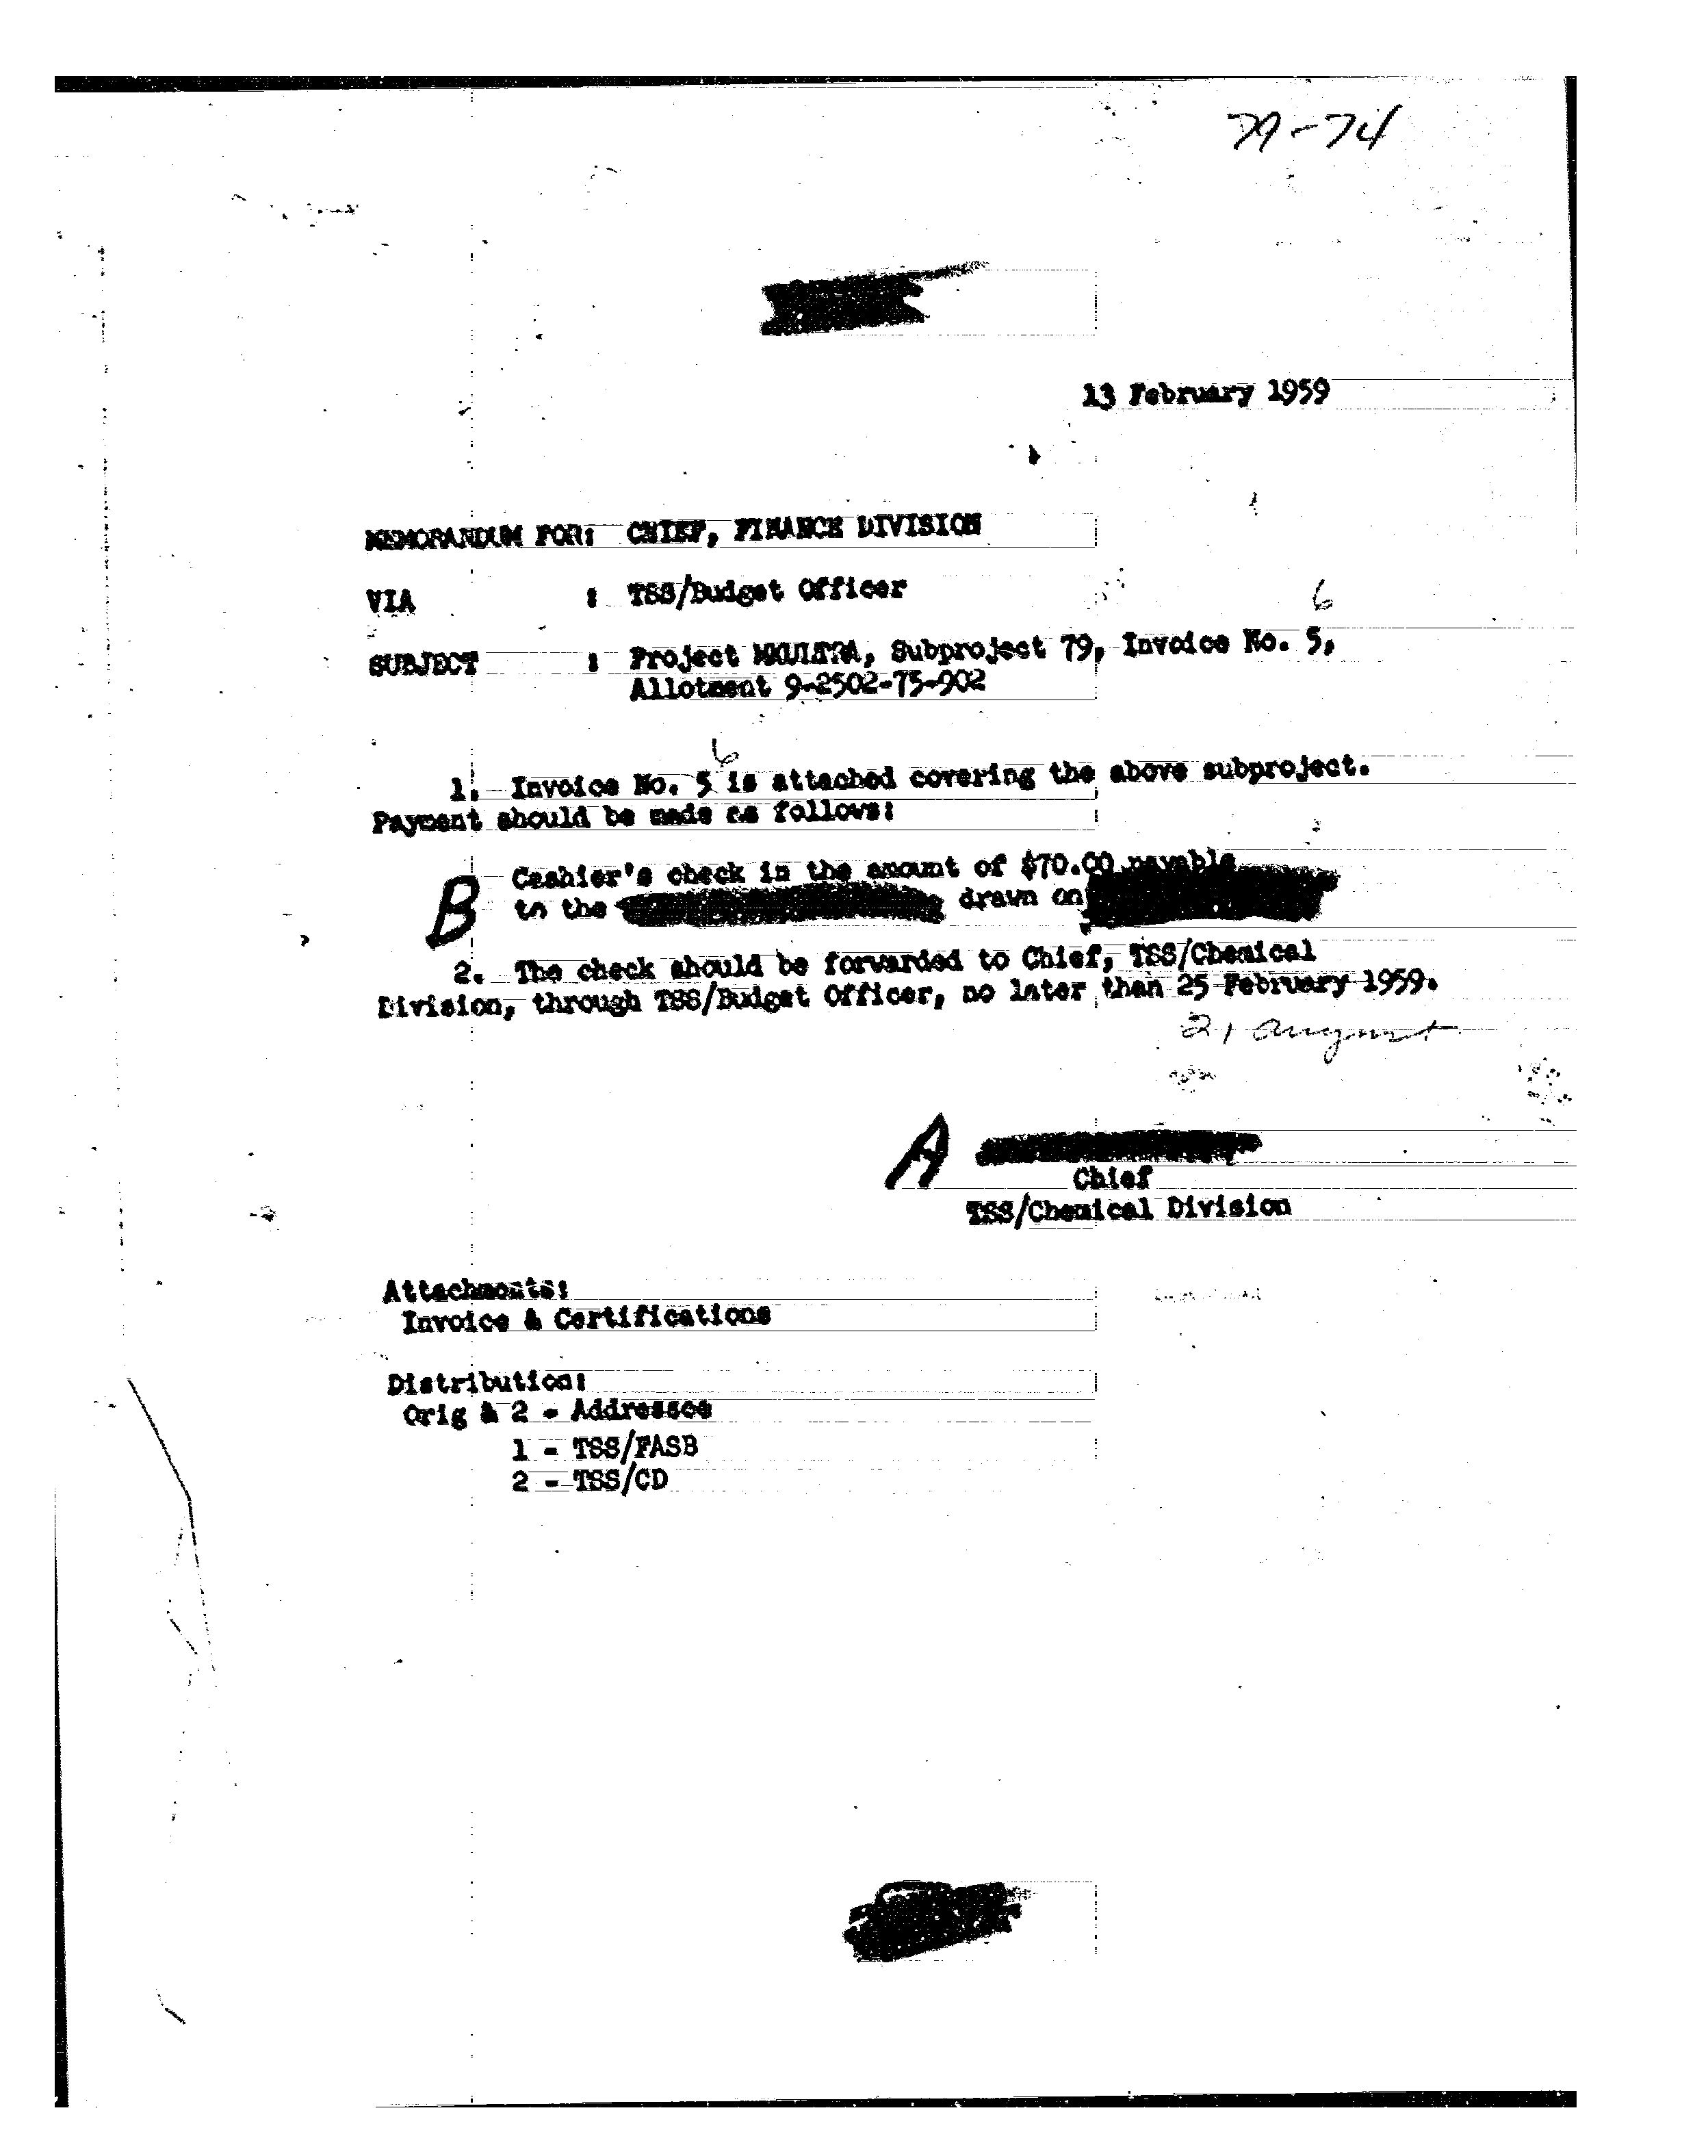 79-74
13 February 1959
MEMORANDUM FOR: CHIEF, FINANCE DIVISION
VIA : TSS/Budget Officer
6
SUBJECT : Project MKULTRA, Subproject 79, Invoice No. 5,
Allotment 9-2502-75-902
6
1. Invoice No. 5 is attached covering the above subproject.
Payment should be made as follows:
Cashier's check in the amount of $70.00 payable
B to the drawn on
2. The check should be forwarded to Chief, TSS/Chemical
Division, through TSS/Budget Officer, no later than 25 February 1959.
21 August
A
Chief
TSS/Chemical Division
Attachments:
Invoice & Certifications
Distribution:
Orig & 2 - Addressee
1 - TSS/FASB
2 - TSS/CD